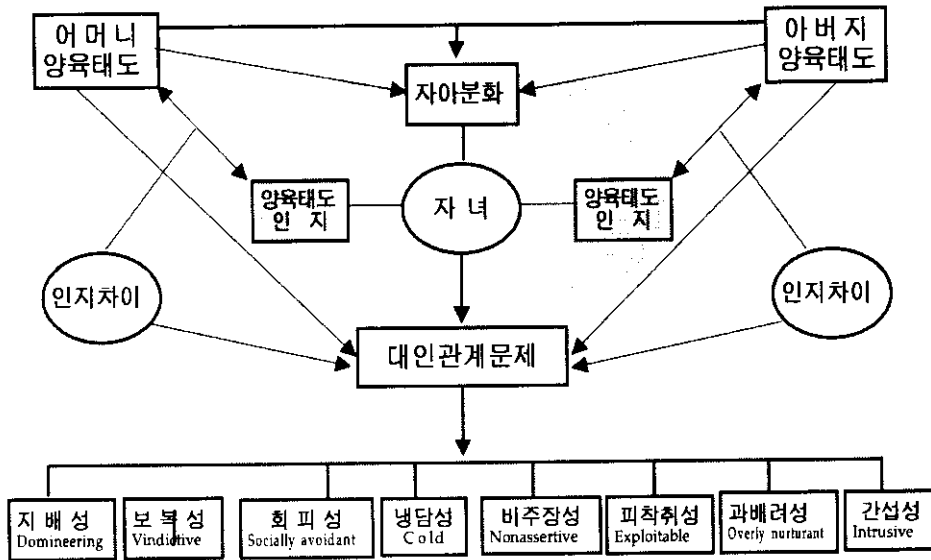 어머니
양육태도
아버지
양육태도
자아분화
양육태도
인 지
자 녀
양육태도
인 지
인지차이
인지차이
대인관계문제
지배성
Domineering
보복성
Vindictive
회피성
Socially avoidant
냉담성
Cold
비주장성
Nonassertive
피착취성
Exploitable
과배려성
Overly nurturant
간섭성
Intrusive